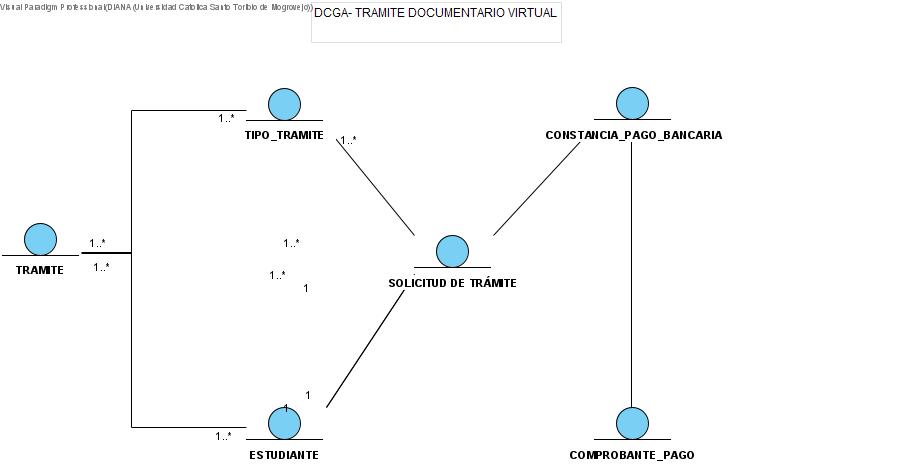 Visual Paradigm Professional(DIANA (Universidad Catolica Santo Toribio de Mogrovejo))
DCGA- TRAMITE DOCUMENTARIO VIRTUAL
1..*
TIPO_TRAMITE
1..*
CONSTANCIA_PAGO_BANCARIA
1..*
1..*
TRAMITE
1..*
1..*
1
SOLICITUD DE TRÁMITE
1
1
1..*
ESTUDIANTE
COMPROBANTE_PAGO